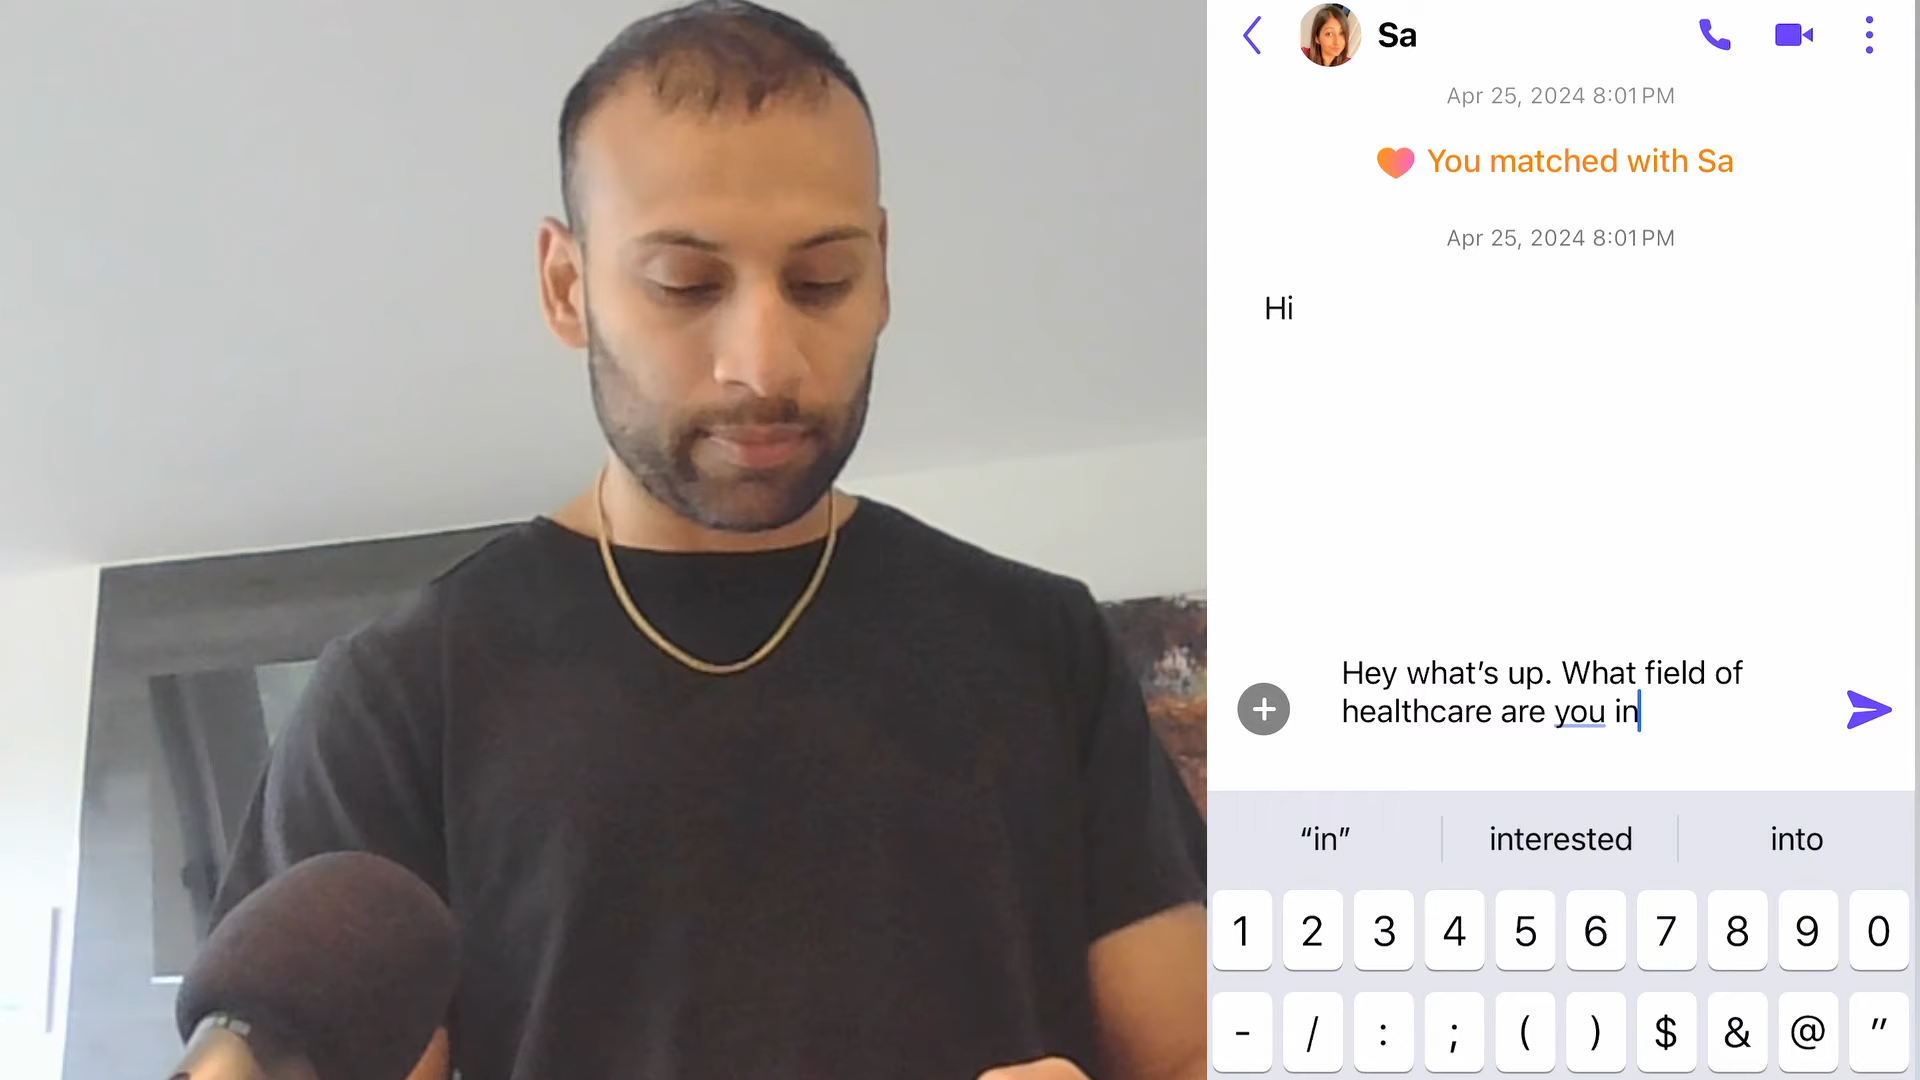 Sa
Apr 25, 2024 8:01 PM
You matched with Sa
Apr 25, 2024 8:01 PM
Hi
Hey what’s up. What field of
healthcare are you in
“in” interested into
1 2 3 4 5 6 7 8 9 0
- / : ; ( ) $ & @ "